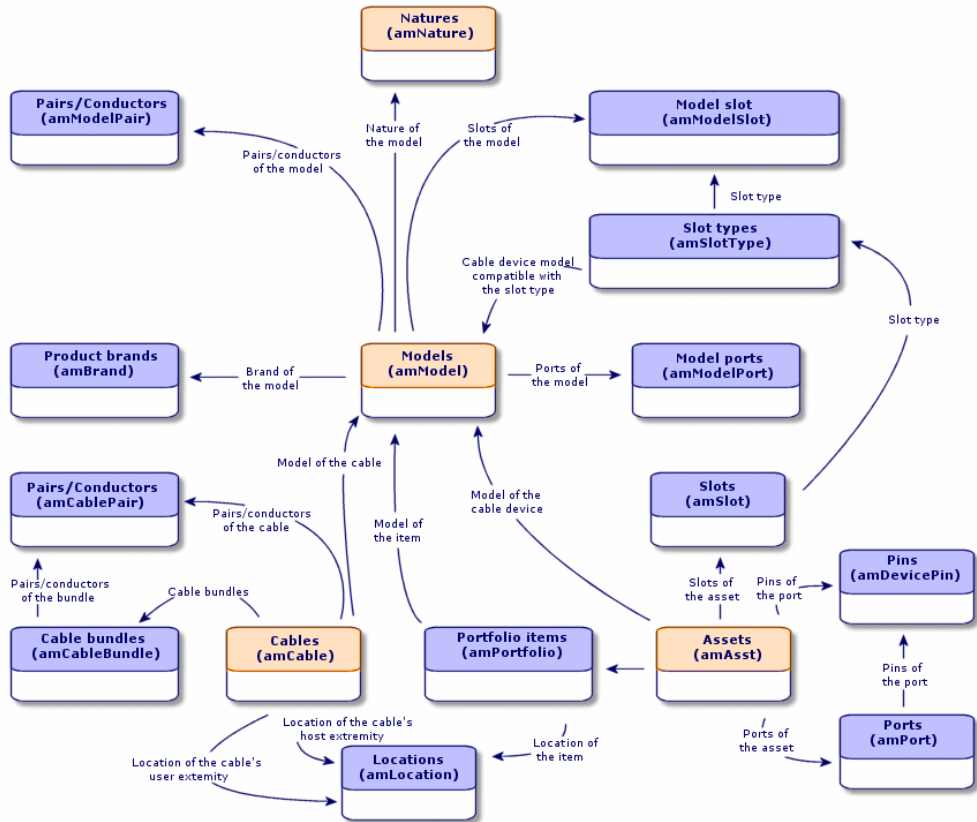 Natures
(amNature)
Pairs/Conductors
(amModelPair)
Model slot
(amModelSlot)
Nature of
the model
Slots of
the model
Pairs/conductors
of the model
Slot type
Slot types
(amSlotType)
Cable device model
compatible with
the slot type
Slot type
Product brands
(amBrand)
Brand of
the model
Models
(amModel)
Ports of
the model
Model ports
(amModelPort)
Model of the cable
Pairs/Conductors
(amCablePair)
Pairs/conductors
of the cable
Model of
the item
Model of the
cable device
Slots
(amSlot)
Pairs/conductors
of the bundle
Cable bundles
Slots of
the asset
Pins of
the port
Pins
(amDevicePin)
Cable bundles
(amCableBundle)
Cables
(amCable)
Portfolio items
(amPortfolio)
Assets
(amAsst)
Pins of
the port
Location of the cable's
host extremity
Location of the cable's
user extemity
Locations
(amLocation)
Location of
the item
Ports of
the asset
Ports
(amPort)